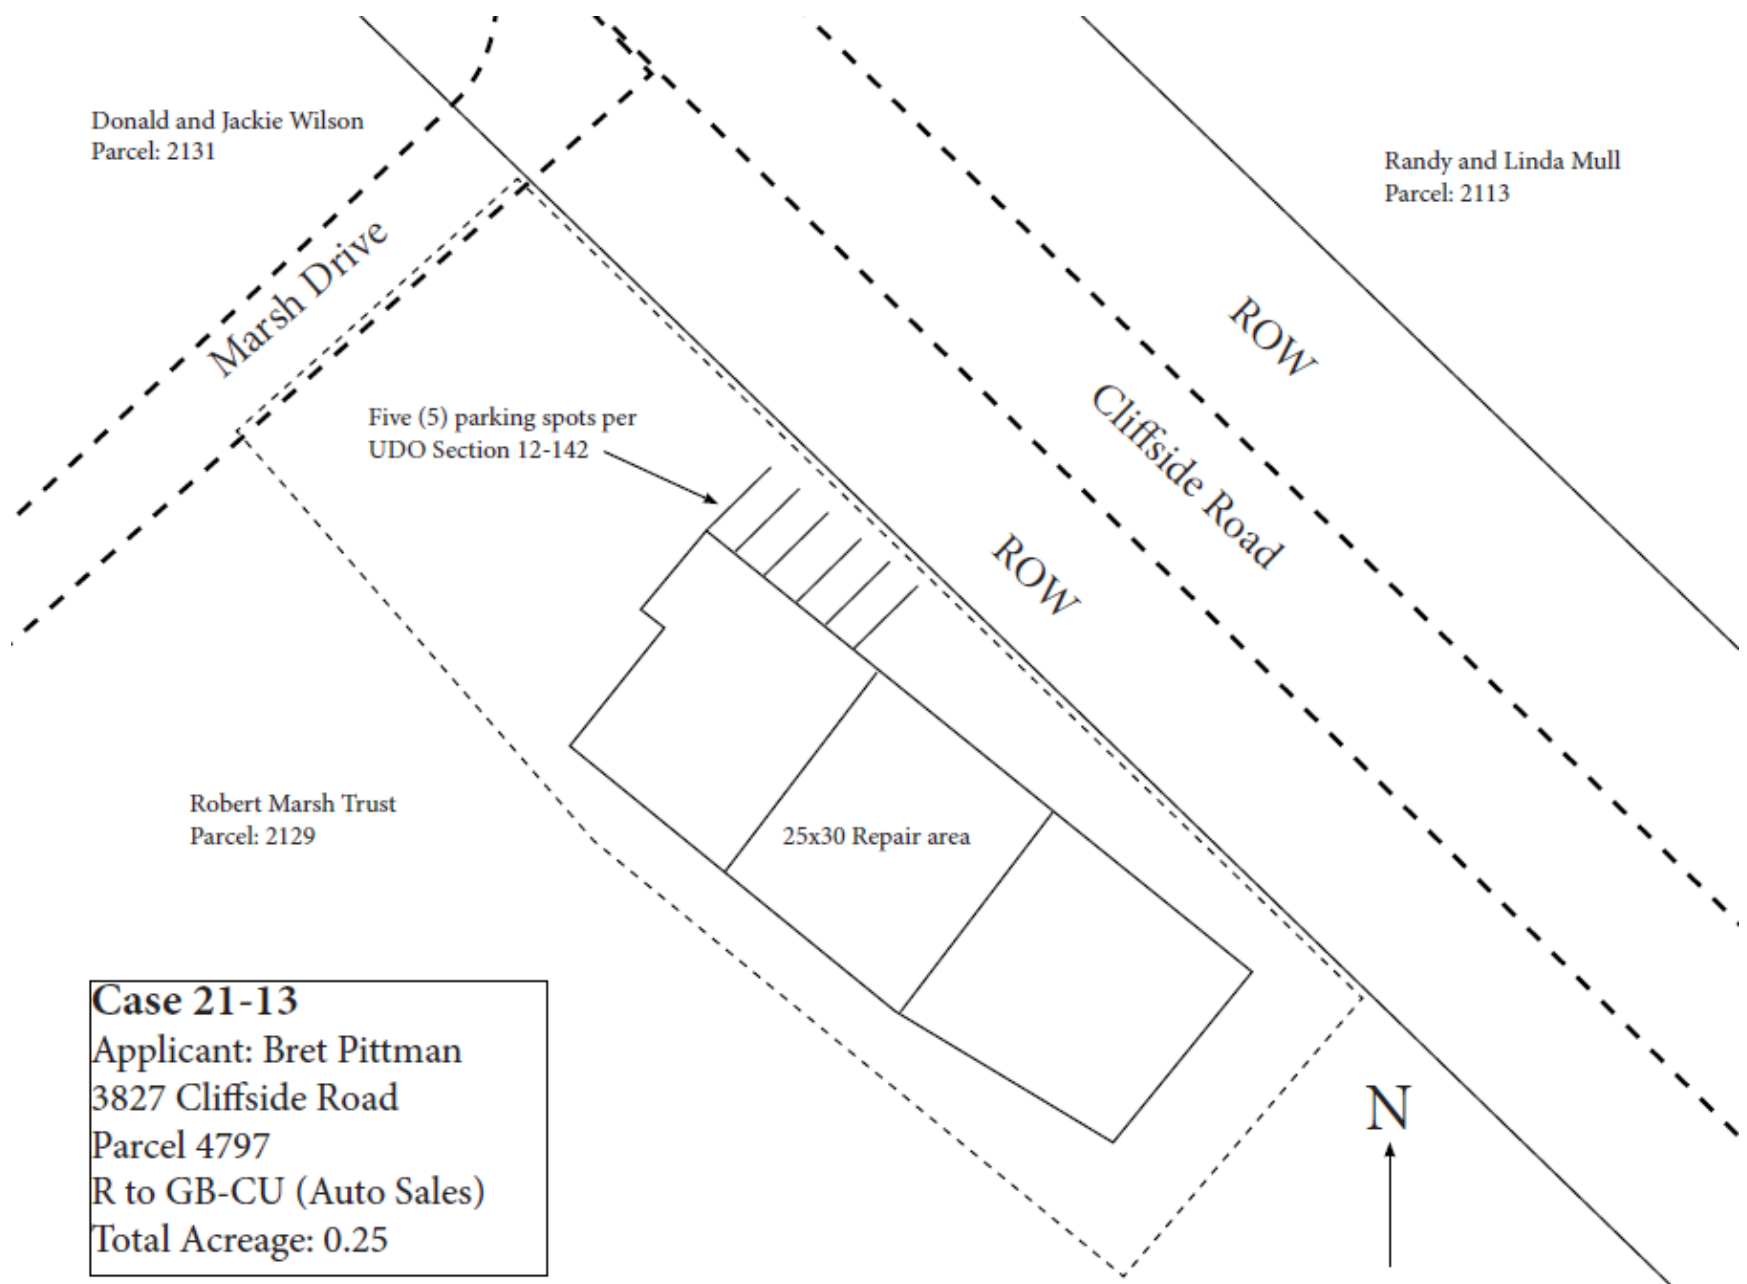 Donald and Jackie Wilson
Parcel: 2131
Randy and Linda Mull
Parcel: 2113
Marsh Drive
ROW
Cliffside Road
ROW
Five (5) parking spots per
UDO Section 12-142
25x30 Repair area
Robert Marsh Trust
Parcel: 2129
Case 21-13
Applicant: Bret Pittman
3827 Cliffside Road
Parcel 4797
R to GB-CU (Auto Sales)
Total Acreage: 0.25
N